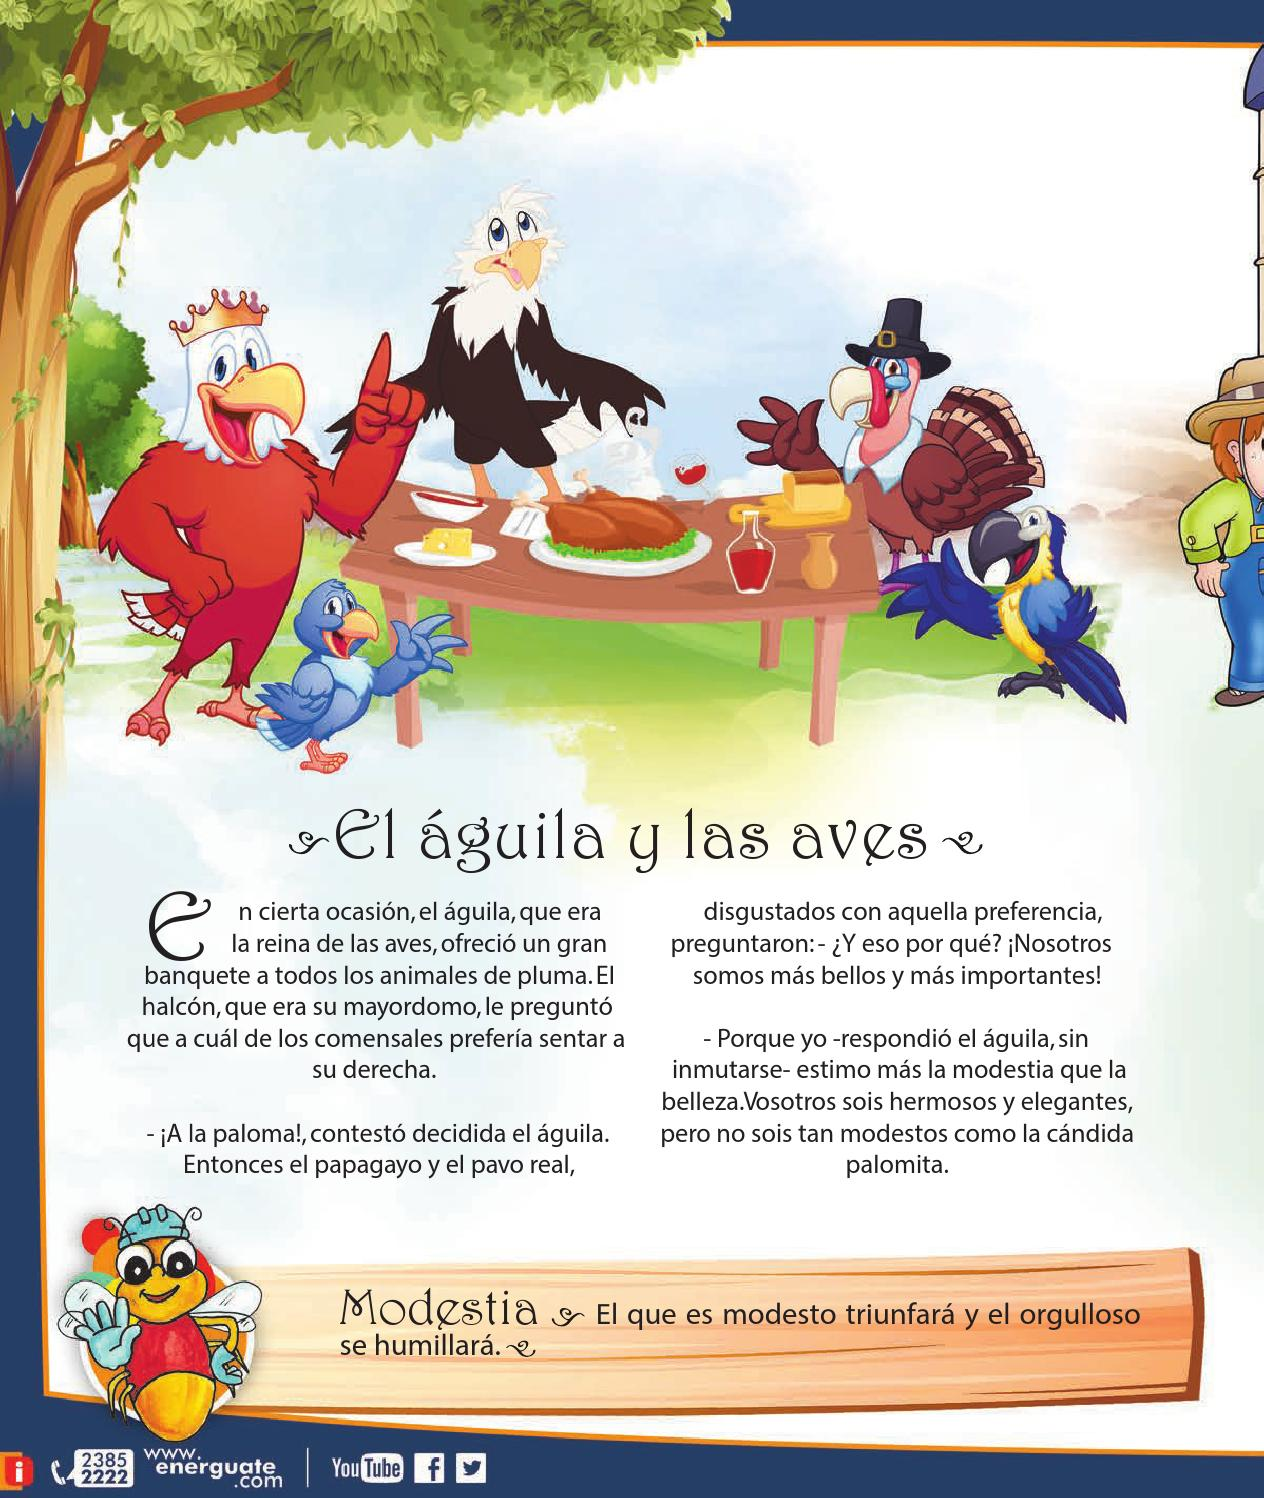 El águila y las aves
En cierta ocasión, el águila, que era
la reina de las aves, ofreció un gran
banquete a todos los animales de pluma. El
halcón, que era su mayordomo, le preguntó
que a cuál de los comensales prefería sentar a
su derecha.
- ¡A la paloma!, contestó decidida el águila.
Entonces el papagayo y el pavo real,
disgustados con aquella preferencia,
preguntaron: - ¿Y eso por qué? ¡Nosotros
somos más bellos y más importantes!
- Porque yo -respondió el águila, sin
inmutarse- estimo más la modestia que la
belleza.Vosotros sois hermosos y elegantes,
pero no sois tan modestos como la cándida
palomita.
Modestia El que es modesto triunfará y el orgulloso
se humillará.
i
2385
2222
www.
energuate
.com
YouTube